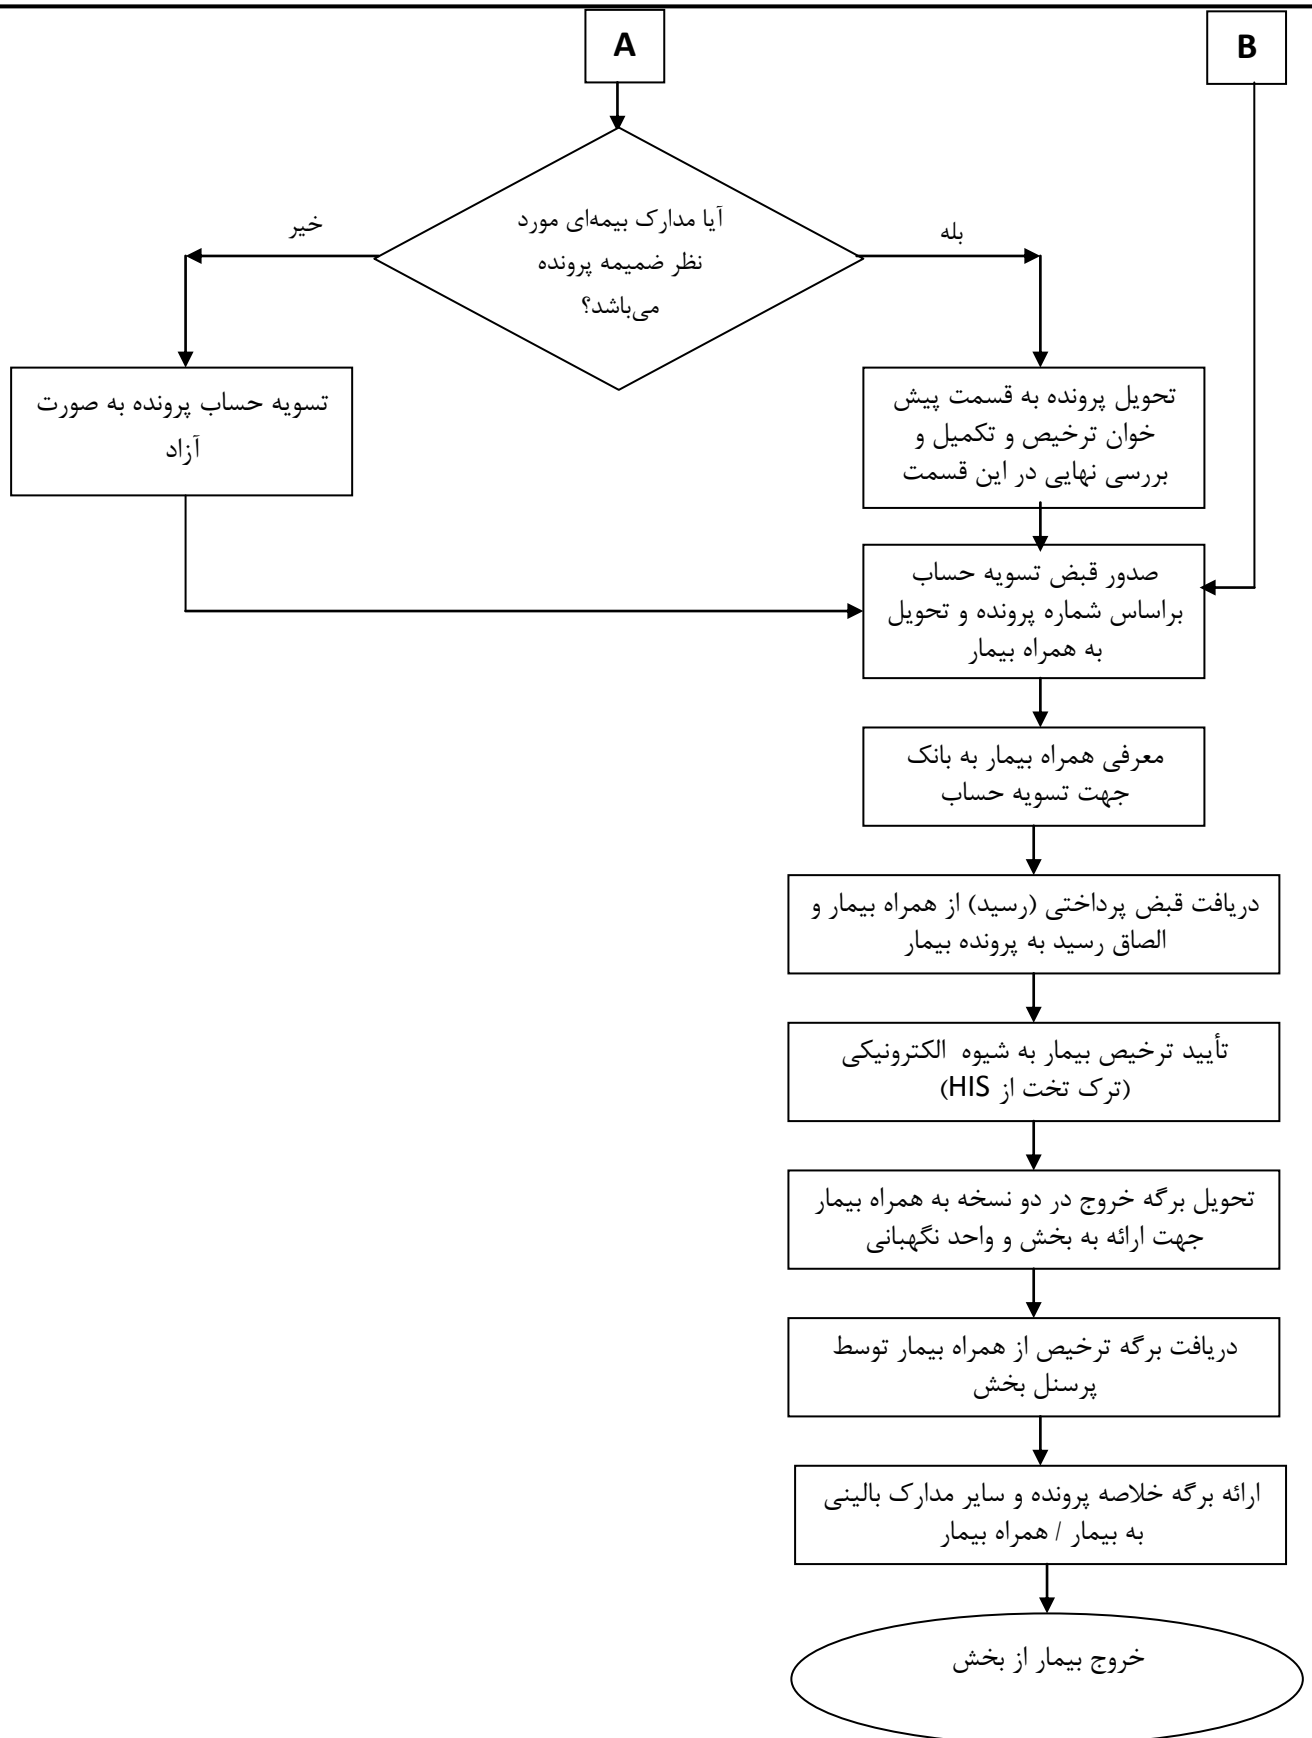 A
B
آیا مدارک بیمه‌ای مورد
نظر ضمیمه پرونده
می‌باشد؟
خیر
بله
تسویه حساب پرونده به صورت
آزاد
تحویل پرونده به قسمت پیش
خوان ترخیص و تکمیل و
بررسی نهایی در این قسمت
صدور قبض تسویه حساب
براساس شماره پرونده و تحویل
به همراه بیمار
معرفی همراه بیمار به بانک
جهت تسویه حساب
دریافت قبض پرداختی (رسید) از همراه بیمار و
الصاق رسید به پرونده بیمار
تأیید ترخیص بیمار به شیوه الکترونیکی
(ترک تخت از HIS)
تحویل برگه خروج در دو نسخه به همراه بیمار
جهت ارائه به بخش و واحد نگهبانی
دریافت برگه ترخیص از همراه بیمار توسط
پرسنل بخش
ارائه برگه خلاصه پرونده و سایر مدارک بالینی
به بیمار / همراه بیمار
خروج بیمار از بخش